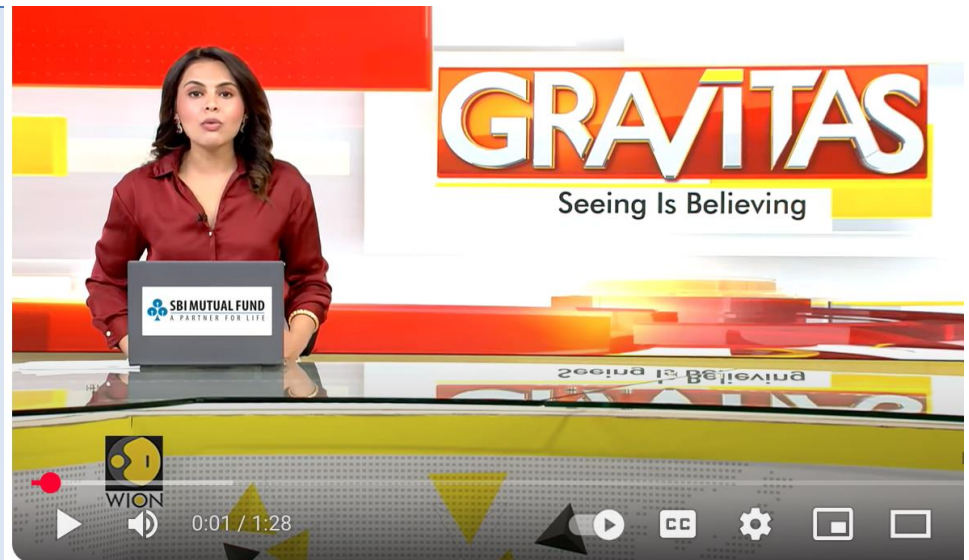 GRAVITAS
Seeing Is Believing
SBI MUTUAL FUND
A PARTNER FOR LIFE
Seeing Is Believing
GRAVITAS
WION
0:01 / 1:28
CC